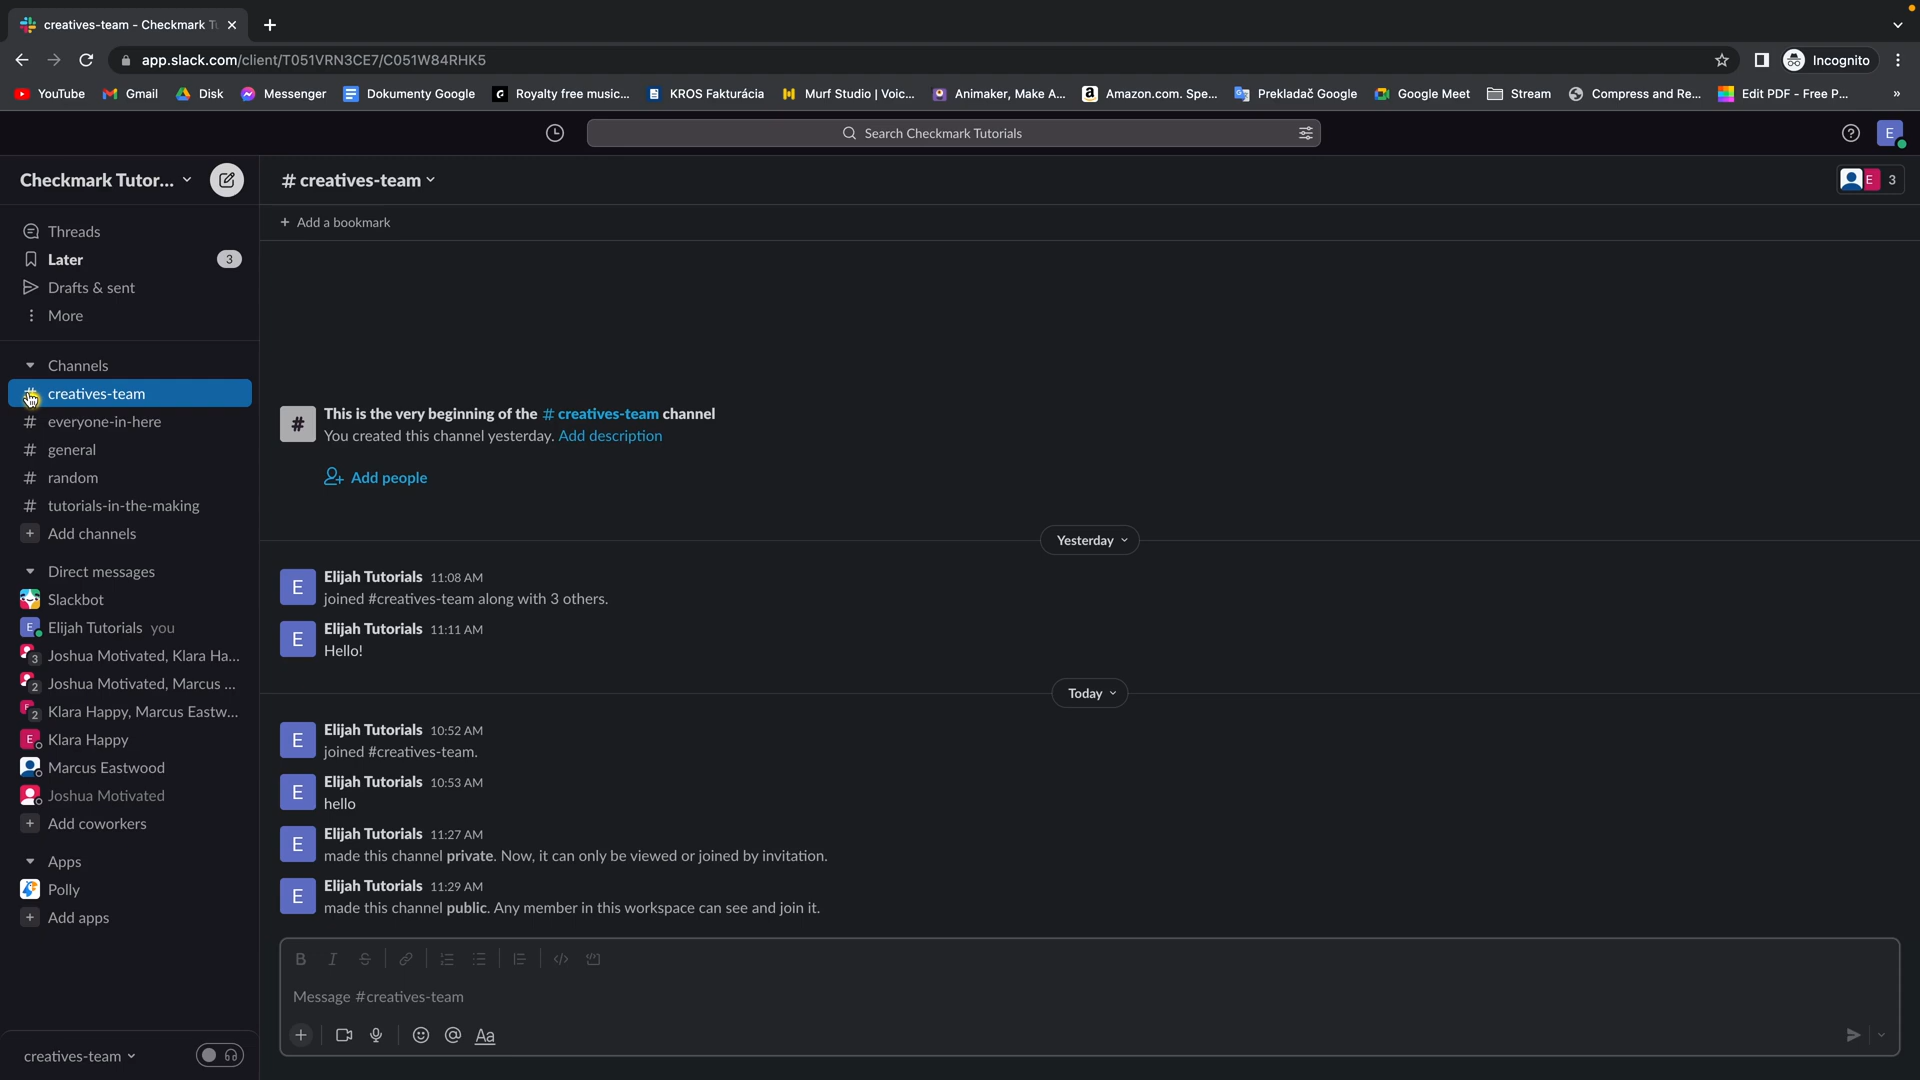 creatives-team - Checkmark Tu
app.slack.com/client/T051VRN3CE7/C051W84RHK5
Incognito
YouTube
Gmail
Disk
Messenger
Dokumenty Google
Royalty free music...
KROS Fakturácia
Murf Studio | Voic...
Animaker, Make A...
Amazon.com. Spe...
Prekladač Google
Google Meet
Stream
Compress and Re...
Edit PDF - Free P...
»
Search Checkmark Tutorials
E
Checkmark Tutor...
# creatives-team
E 3
+ Add a bookmark
Threads
Later 3
Drafts & sent
More
Channels
# creatives-team
# everyone-in-here
# general
# random
# tutorials-in-the-making
+ Add channels
Direct messages
Slackbot
E Elijah Tutorials you
3 Joshua Motivated, Klara Ha...
2 Joshua Motivated, Marcus ...
2 Klara Happy, Marcus Eastw...
E Klara Happy
Marcus Eastwood
Joshua Motivated
+ Add coworkers
Apps
Polly
+ Add apps
creatives-team
# This is the very beginning of the # creatives-team channel
You created this channel yesterday. Add description
Add people
Yesterday
E Elijah Tutorials 11:08 AM
joined #creatives-team along with 3 others.
E Elijah Tutorials 11:11 AM
Hello!
Today
E Elijah Tutorials 10:52 AM
joined #creatives-team.
E Elijah Tutorials 10:53 AM
hello
E Elijah Tutorials 11:27 AM
made this channel private. Now, it can only be viewed or joined by invitation.
E Elijah Tutorials 11:29 AM
made this channel public. Any member in this workspace can see and join it.
B I S
Message #creatives-team
+ @ Aa